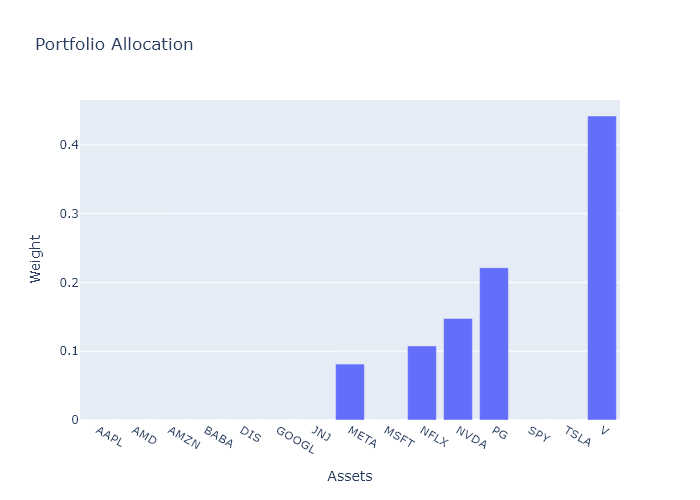 Portfolio Allocation
0.4
0.3
0.2
0.1
0
Weight
AAPL
AMD
AMZN
BABA
DIS
GOOGL
JNJ
META
MSFT
NFLX
NVDA
PG
SPY
TSLA
V
Assets